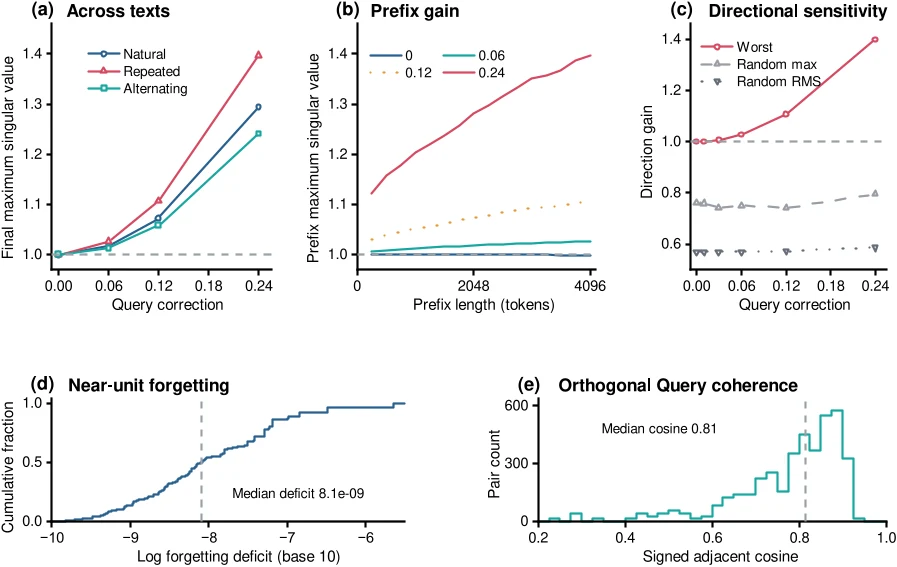 (a) Across texts
Final maximum singular value
1.4
1.3
1.2
1.1
1.0
Natural
Repeated
Alternating
0.00 0.06 0.12 0.18 0.24
Query correction
(b) Prefix gain
Prefix maximum singular value
1.4
1.3
1.2
1.1
1.0
0 0.06
0.12 0.24
0 2048 4096
Prefix length (tokens)
(c) Directional sensitivity
Direction gain
1.4
1.2
1.0
0.8
0.6
Worst
Random max
Random RMS
0.00 0.06 0.12 0.18 0.24
Query correction
(d) Near-unit forgetting
Cumulative fraction
1.0
0.5
0.0
Median deficit 8.1e-09
−10 −9 −8 −7 −6
Log forgetting deficit (base 10)
(e) Orthogonal Query coherence
Pair count
600
300
0
Median cosine 0.81
0.2 0.4 0.6 0.8 1.0
Signed adjacent cosine